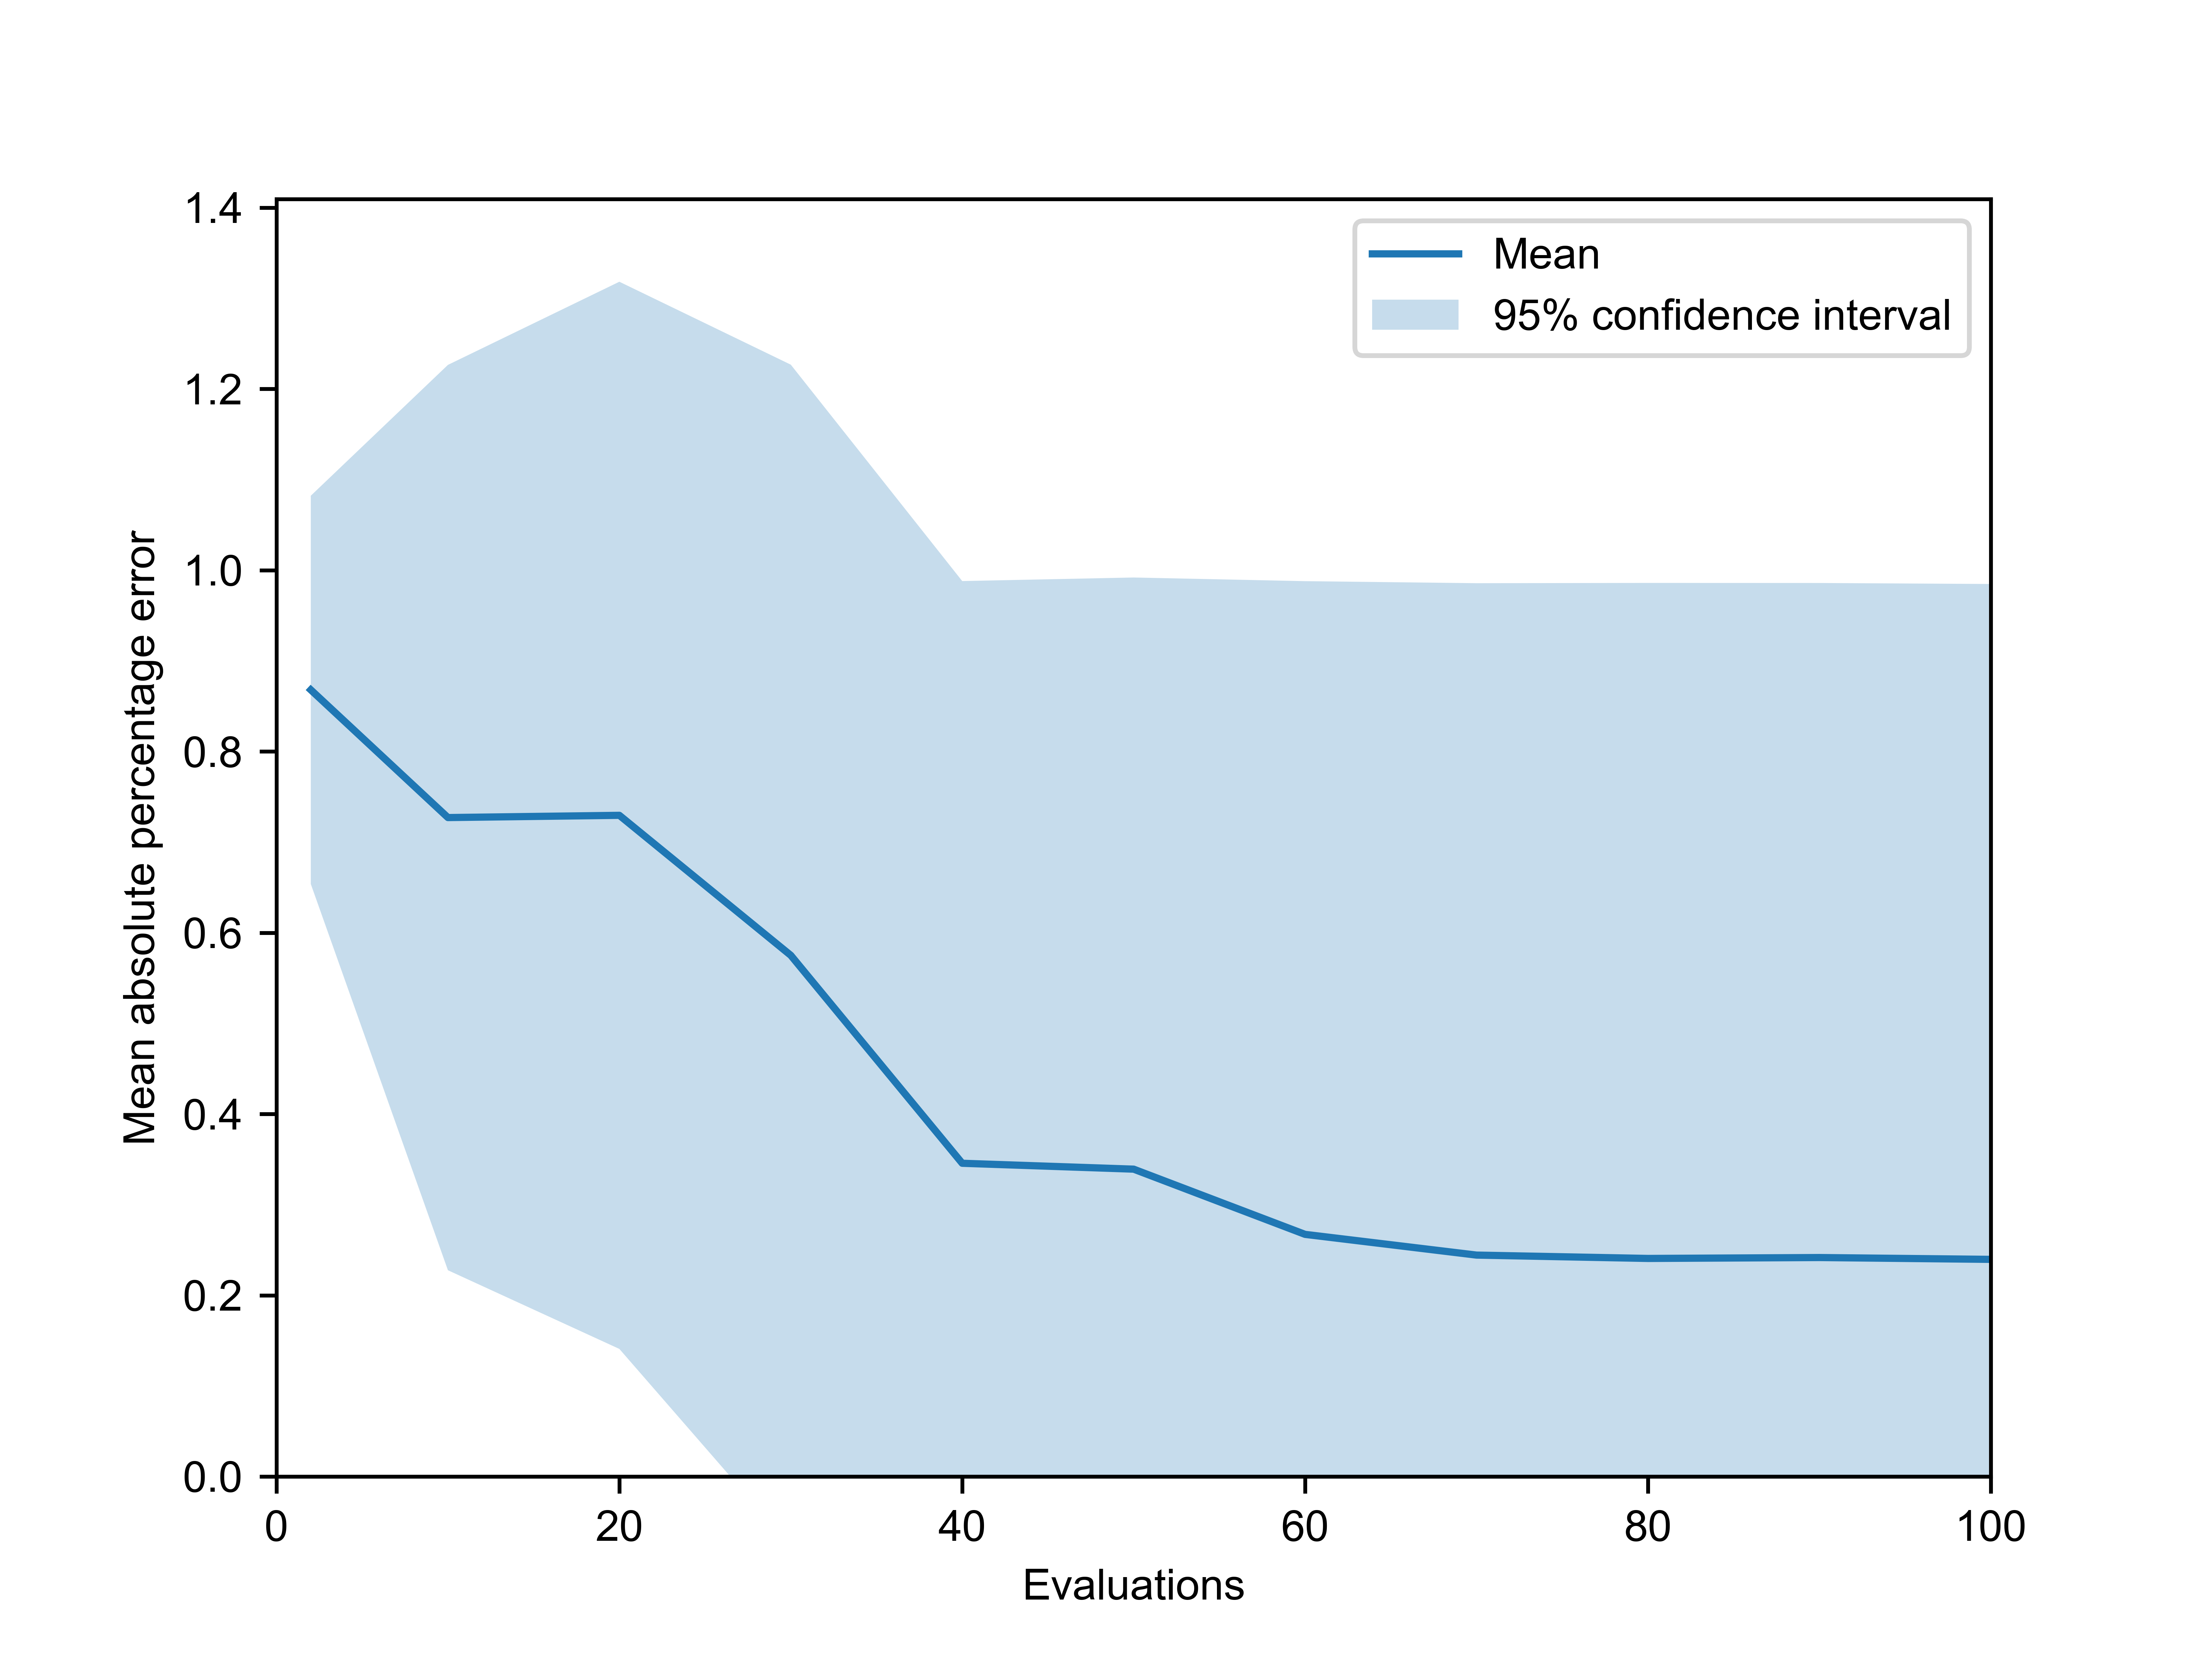 Mean
95% confidence interval
1.4
1.2
1.0
0.8
0.6
0.4
0.2
0.0
Mean absolute percentage error
0 20 40 60 80 100
Evaluations